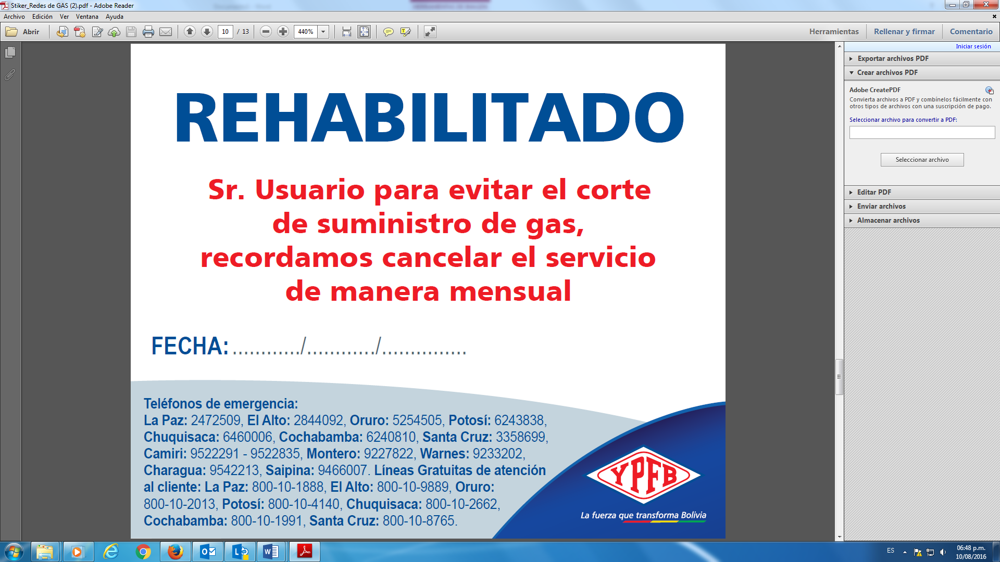 Stiker_Redes de GAS (2).pdf - Adobe Reader
Archivo Edición Ver Ventana Ayuda
Abrir 10 / 13 440% Herramientas Rellenar y firmar Comentario
Iniciar sesión
Exportar archivos PDF
Crear archivos PDF
Adobe CreatePDF
Convierta archivos a PDF y combínelos fácilmente con
otros tipos de archivos con una suscripción de pago.
Seleccionar archivo para convertir a PDF:
Seleccionar archivo
Editar PDF
Enviar archivos
Almacenar archivos
REHABILITADO
Sr. Usuario para evitar el corte
de suministro de gas,
recordamos cancelar el servicio
de manera mensual
FECHA: ............/............/...............
Teléfonos de emergencia:
La Paz: 2472509, El Alto: 2844092, Oruro: 5254505, Potosí: 6243838,
Chuquisaca: 6460006, Cochabamba: 6240810, Santa Cruz: 3358699,
Camiri: 9522291 - 9522835, Montero: 9227822, Warnes: 9233202,
Charagua: 9542213, Saipina: 9466007. Líneas Gratuitas de atención
al cliente: La Paz: 800-10-1888, El Alto: 800-10-9889, Oruro:
800-10-2013, Potosí: 800-10-4140, Chuquisaca: 800-10-2662,
Cochabamba: 800-10-1991, Santa Cruz: 800-10-8765.
YPFB
La fuerza que transforma Bolivia
ES
06:48 p.m.
10/08/2016